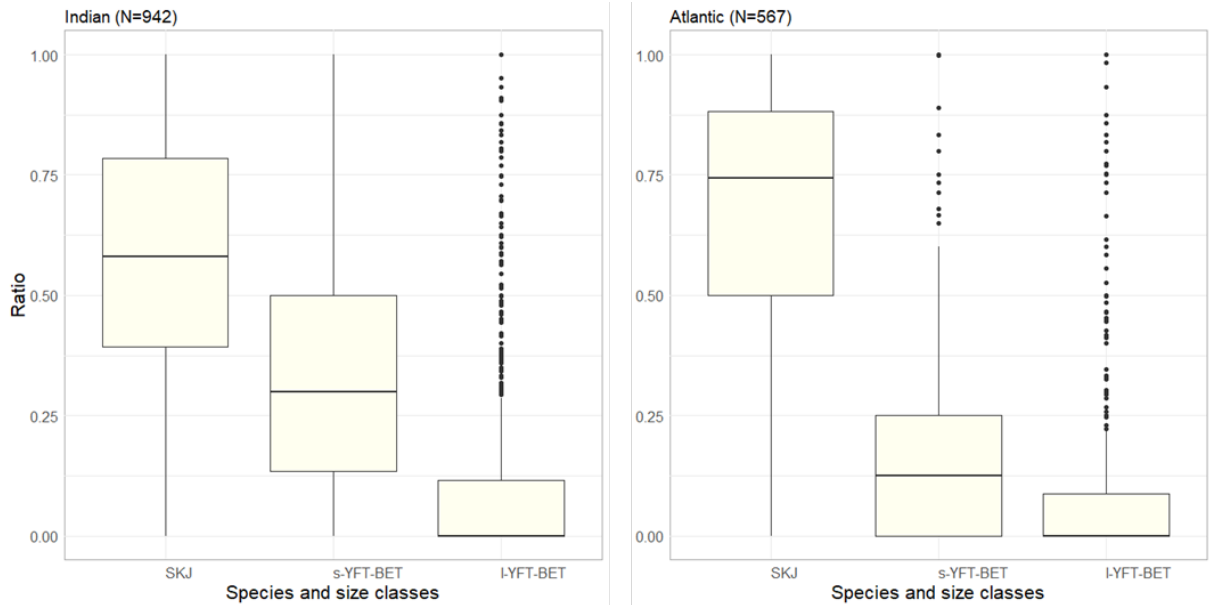 Indian (N=942)
1.00
0.75
0.50
0.25
0.00
Ratio
SKJ s-YFT-BET l-YFT-BET
Species and size classes
Atlantic (N=567)
1.00
0.75
0.50
0.25
0.00
SKJ s-YFT-BET l-YFT-BET
Species and size classes